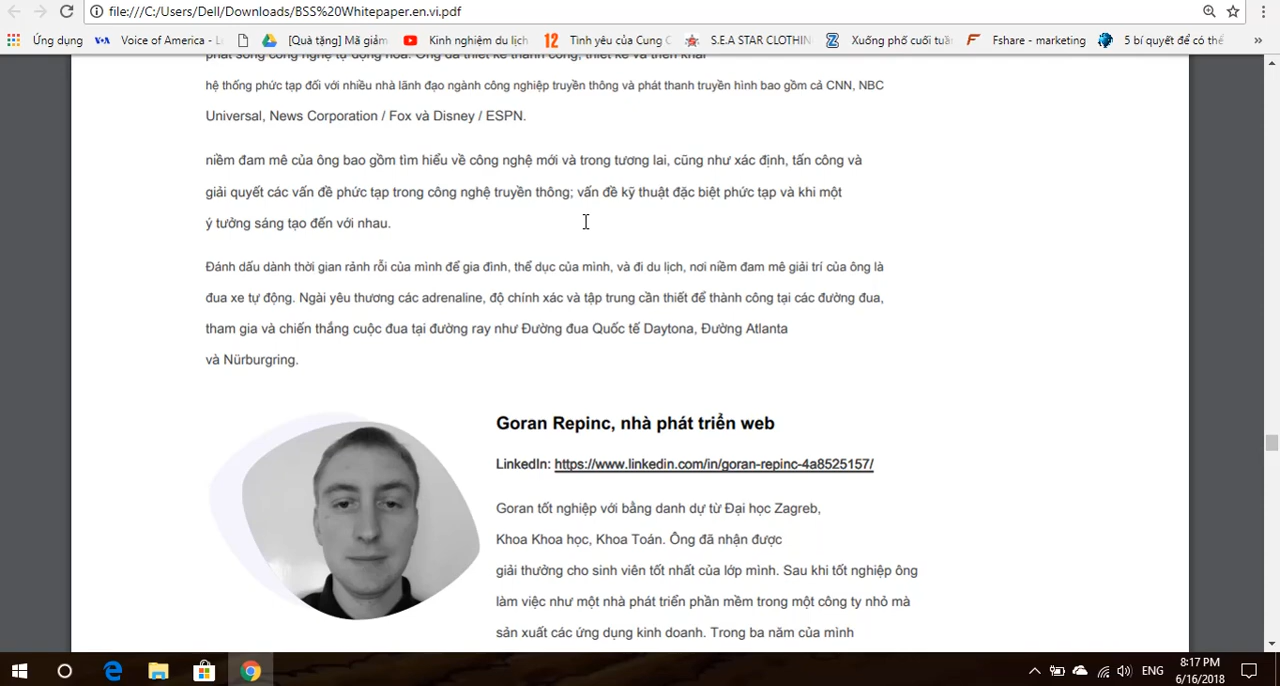 file:///C:/Users/Dell/Downloads/BSS%20Whitepaper.en.vi.pdf
Ứng dụng Voice of America - L [Quà tặng] Mã giảm Kinh nghiệm du lịch 12 Tình yêu của Cung C S.E.A STAR CLOTHIN Xuống phố cuối tuần Fshare - marketing 5 bí quyết để có thể »
phát sóng công nghệ tự động hóa. Ông đã thiết kế thành công, thiết kế và triển khai
hệ thống phức tạp đối với nhiều nhà lãnh đạo ngành công nghiệp truyền thông và phát thanh truyền hình bao gồm cả CNN, NBC
Universal, News Corporation / Fox và Disney / ESPN.
niềm đam mê của ông bao gồm tìm hiểu về công nghệ mới và trong tương lai, cũng như xác định, tấn công và
giải quyết các vấn đề phức tạp trong công nghệ truyền thông; vấn đề kỹ thuật đặc biệt phức tạp và khi một
ý tưởng sáng tạo đến với nhau.
Đánh dấu dành thời gian rảnh rỗi của mình để gia đình, thể dục của mình, và đi du lịch, nơi niềm đam mê giải trí của ông là
đua xe tự động. Ngài yêu thương các adrenaline, độ chính xác và tập trung cần thiết để thành công tại các đường đua,
tham gia và chiến thắng cuộc đua tại đường ray như Đường đua Quốc tế Daytona, Đường Atlanta
và Nürburgring.
Goran Repinc, nhà phát triển web
LinkedIn: https://www.linkedin.com/in/goran-repinc-4a8525157/
Goran tốt nghiệp với bằng danh dự từ Đại học Zagreb,
Khoa Khoa học, Khoa Toán. Ông đã nhận được
giải thưởng cho sinh viên tốt nhất của lớp mình. Sau khi tốt nghiệp ông
làm việc như một nhà phát triển phần mềm trong một công ty nhỏ mà
sản xuất các ứng dụng kinh doanh. Trong ba năm của mình
ENG
8:17 PM
6/16/2018